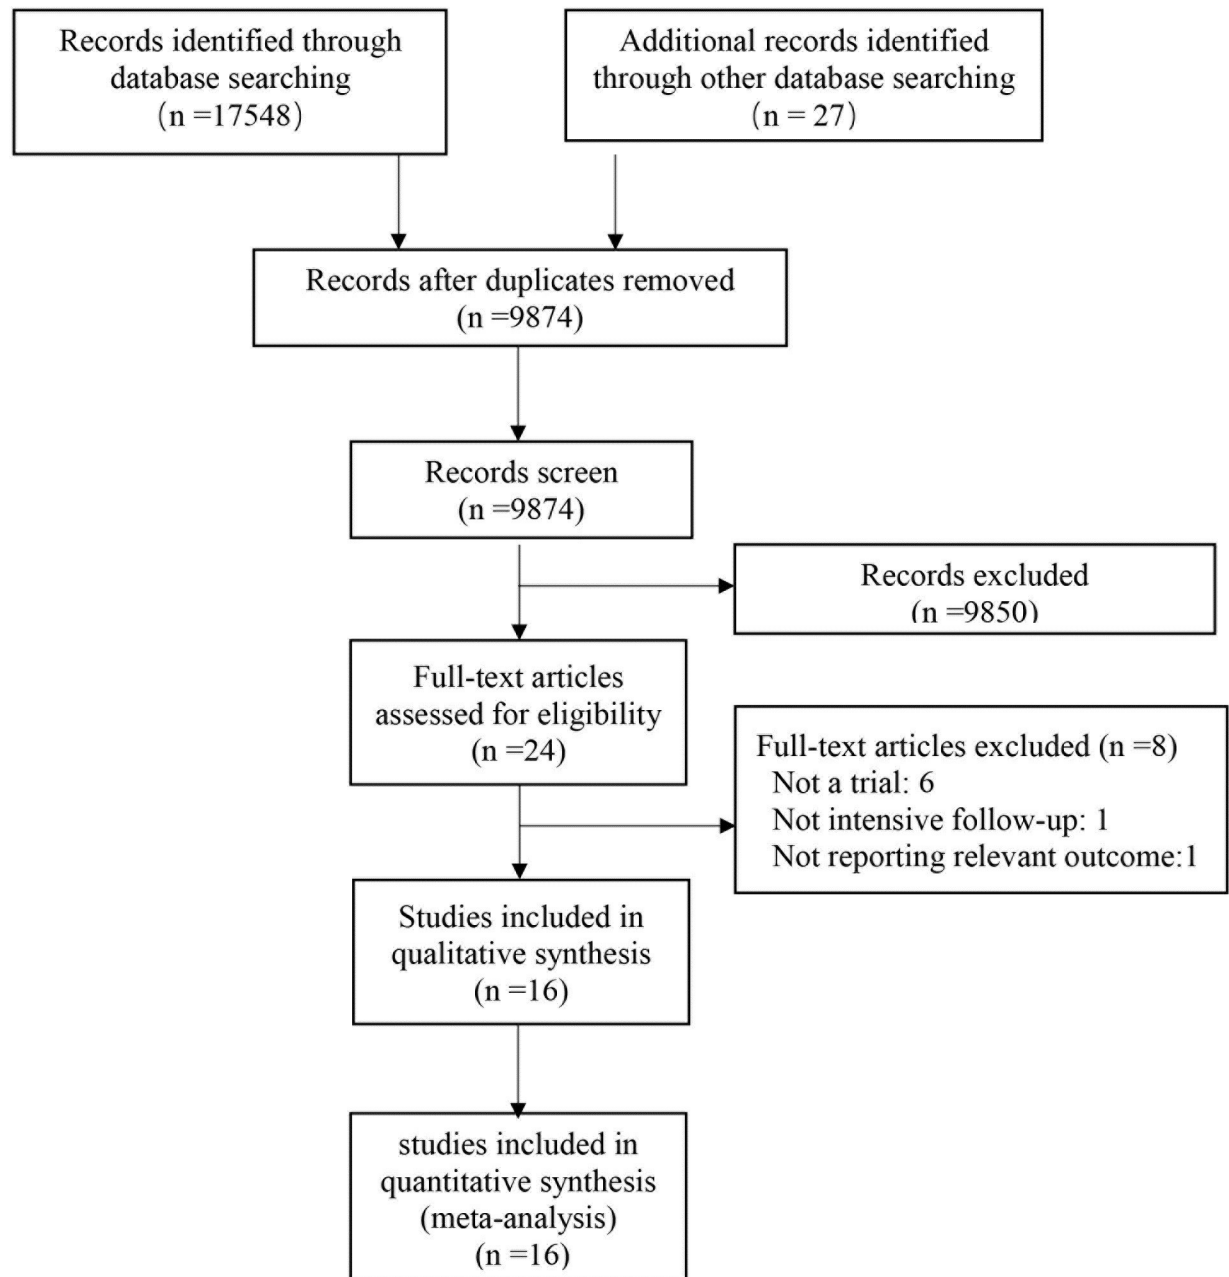 Records identified through
database searching
(n =17548)
Additional records identified
through other database searching
(n = 27)
Records after duplicates removed
(n =9874)
Records screen
(n =9874)
Records excluded
(n =9850)
Full-text articles
assessed for eligibility
(n =24)
Full-text articles excluded (n =8)
Not a trial: 6
Not intensive follow-up: 1
Not reporting relevant outcome:1
Studies included in
qualitative synthesis
(n =16)
studies included in
quantitative synthesis
(meta-analysis)
(n =16)